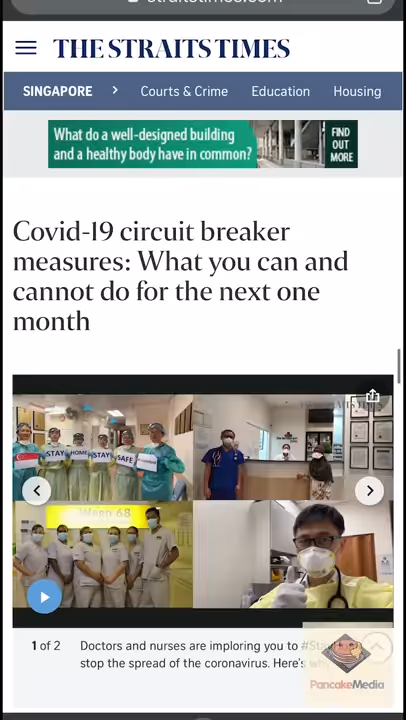 straitstimes.com
THE STRAITS TIMES
SINGAPORE > Courts & Crime Education Housing
What do a well-designed building
and a healthy body have in common?
FIND
OUT
MORE
Covid-19 circuit breaker
measures: What you can and
cannot do for the next one
month
STAY HOME STAY SAFE
Wapp 68
1 of 2 Doctors and nurses are imploring you to
stop the spread of the coronavirus. Here's why
PancakeMedia